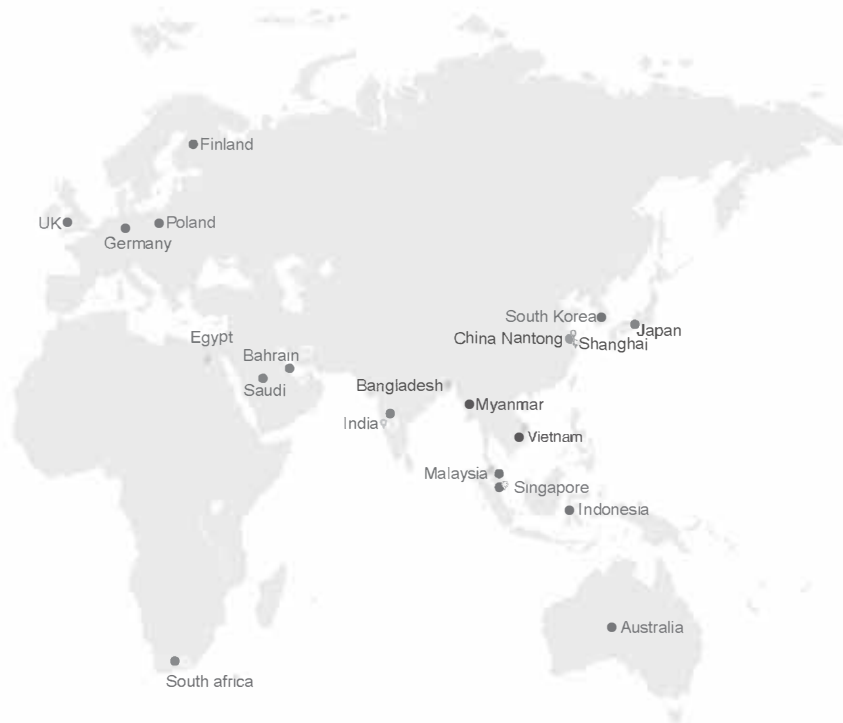 Finland
UK
Poland
Germany
South Korea
Japan
Egypt
China Nantong
Shanghai
Bahrain
Saudi
Bangladesh
Myanmar
India
Vietnam
Malaysia
Singapore
Indonesia
Australia
South africa